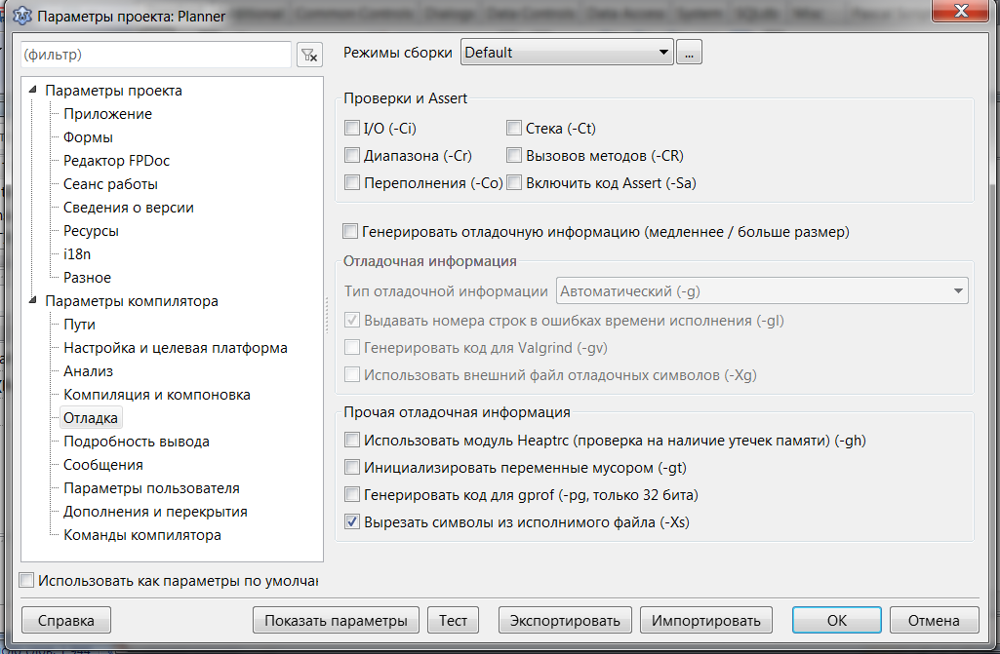 Параметры проекта: Planner
(фильтр)
Режимы сборки Default ...
Параметры проекта
Приложение
Формы
Редактор FPDoc
Сеанс работы
Сведения о версии
Ресурсы
i18n
Разное
Параметры компилятора
Пути
Настройка и целевая платформа
Анализ
Компиляция и компоновка
Отладка
Подробность вывода
Сообщения
Параметры пользователя
Дополнения и перекрытия
Команды компилятора
Проверки и Assert
I/O (-Ci) Стека (-Ct)
Диапазона (-Cr) Вызовов методов (-CR)
Переполнения (-Co) Включить код Assert (-Sa)
Генерировать отладочную информацию (медленнее / больше размер)
Отладочная информация
Тип отладочной информации Автоматический (-g)
Выдавать номера строк в ошибках времени исполнения (-gl)
Генерировать код для Valgrind (-gv)
Использовать внешний файл отладочных символов (-Xg)
Прочая отладочная информация
Использовать модуль Heaptrc (проверка на наличие утечек памяти) (-gh)
Инициализировать переменные мусором (-gt)
Генерировать код для gprof (-pg, только 32 бита)
Вырезать символы из исполнимого файла (-Xs)
Использовать как параметры по умолчан
Справка Показать параметры Тест Экспортировать Импортировать OK Отмена